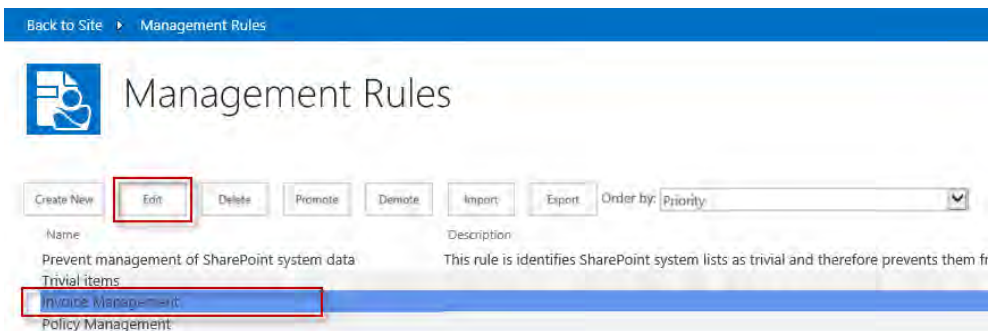 Back to Site ▸ Management Rules
Management Rules
Create New Edit Delete Promote Demote Import Export Order by: Priority
Name Description
Prevent management of SharePoint system data This rule is identifies SharePoint system lists as trivial and therefore prevents them fr
Trivial items
Invoice Management
Policy Management